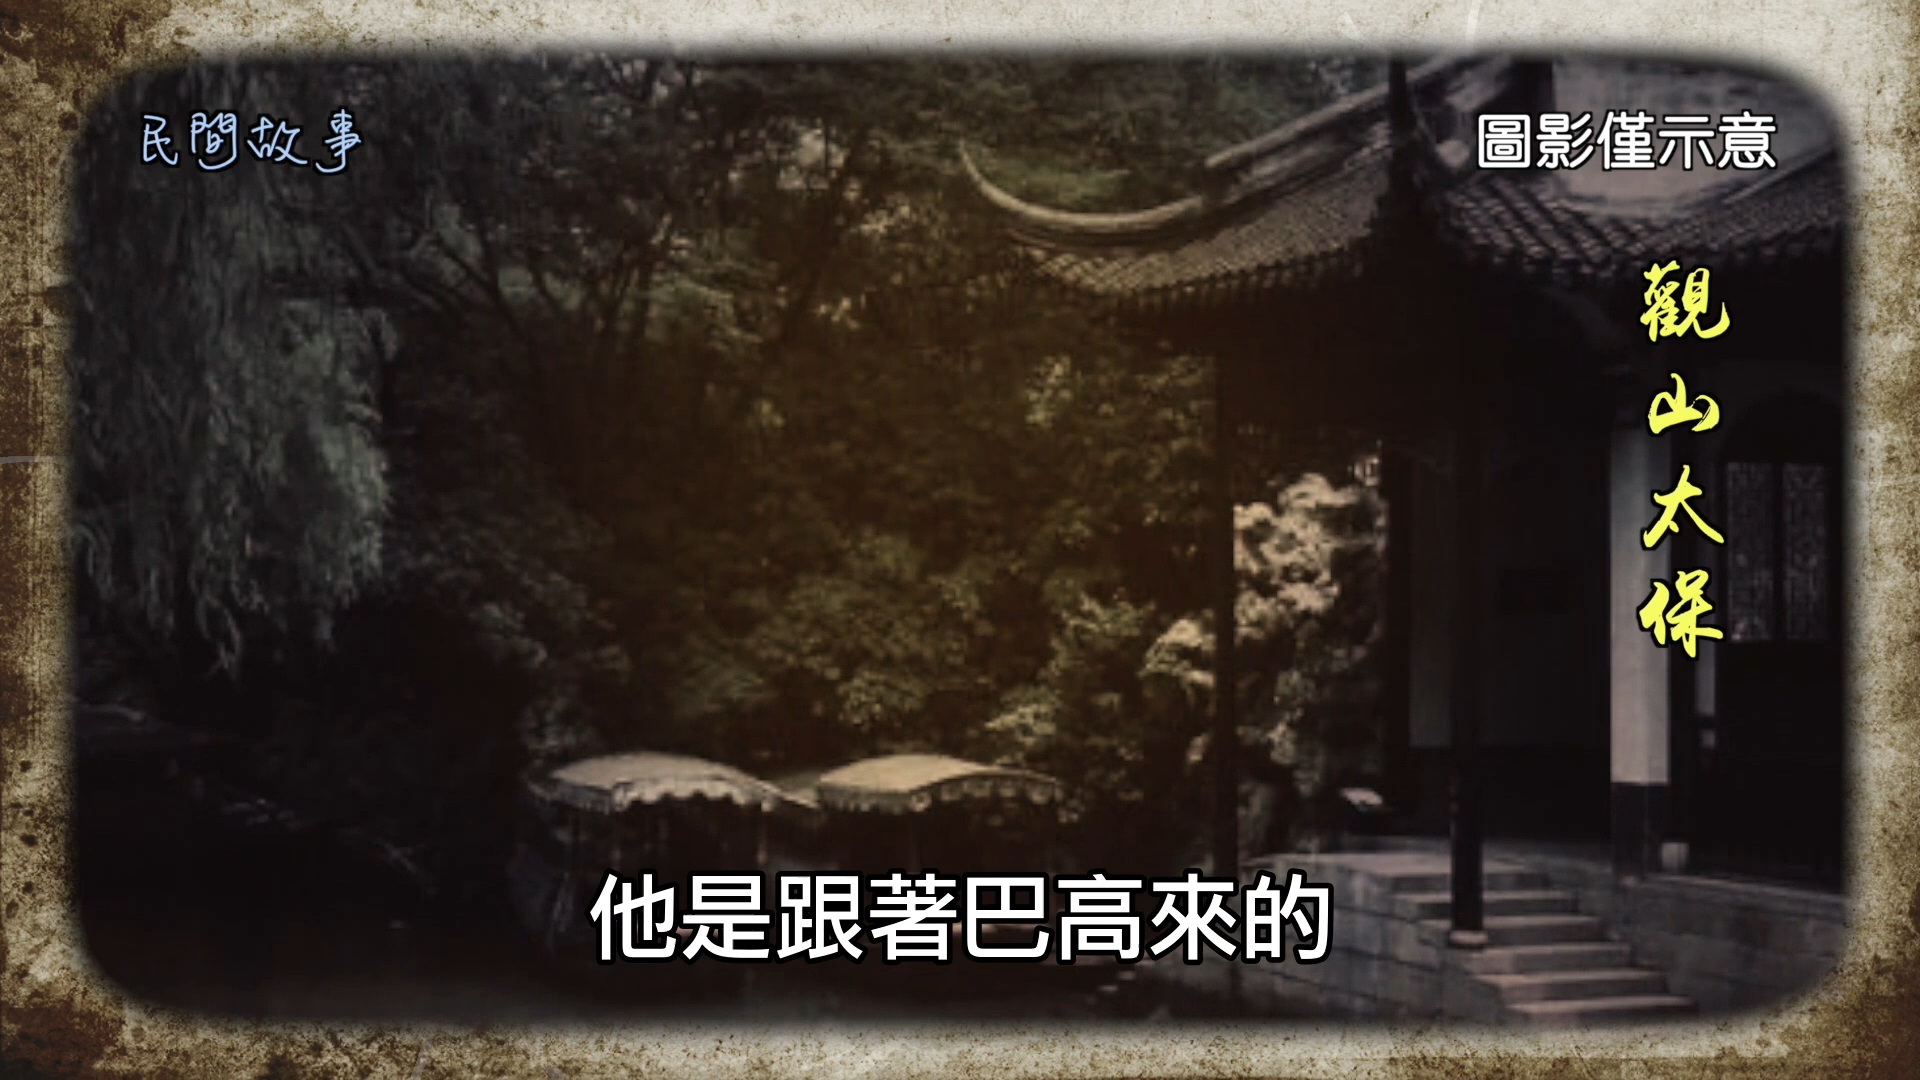 民間故事
圖影僅示意
觀山太保
他是跟著巴高來的